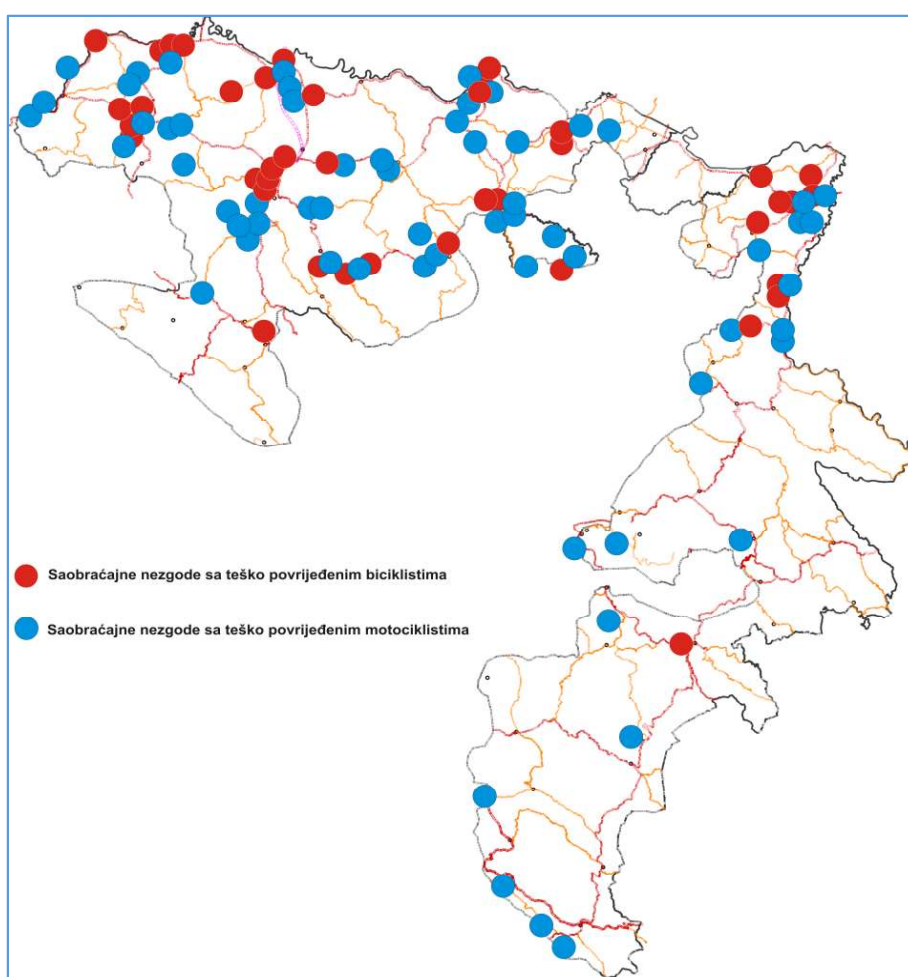 Saobraćajne nezgode sa teško povrijeđenim biciklistima
Saobraćajne nezgode sa teško povrijeđenim motociklistima